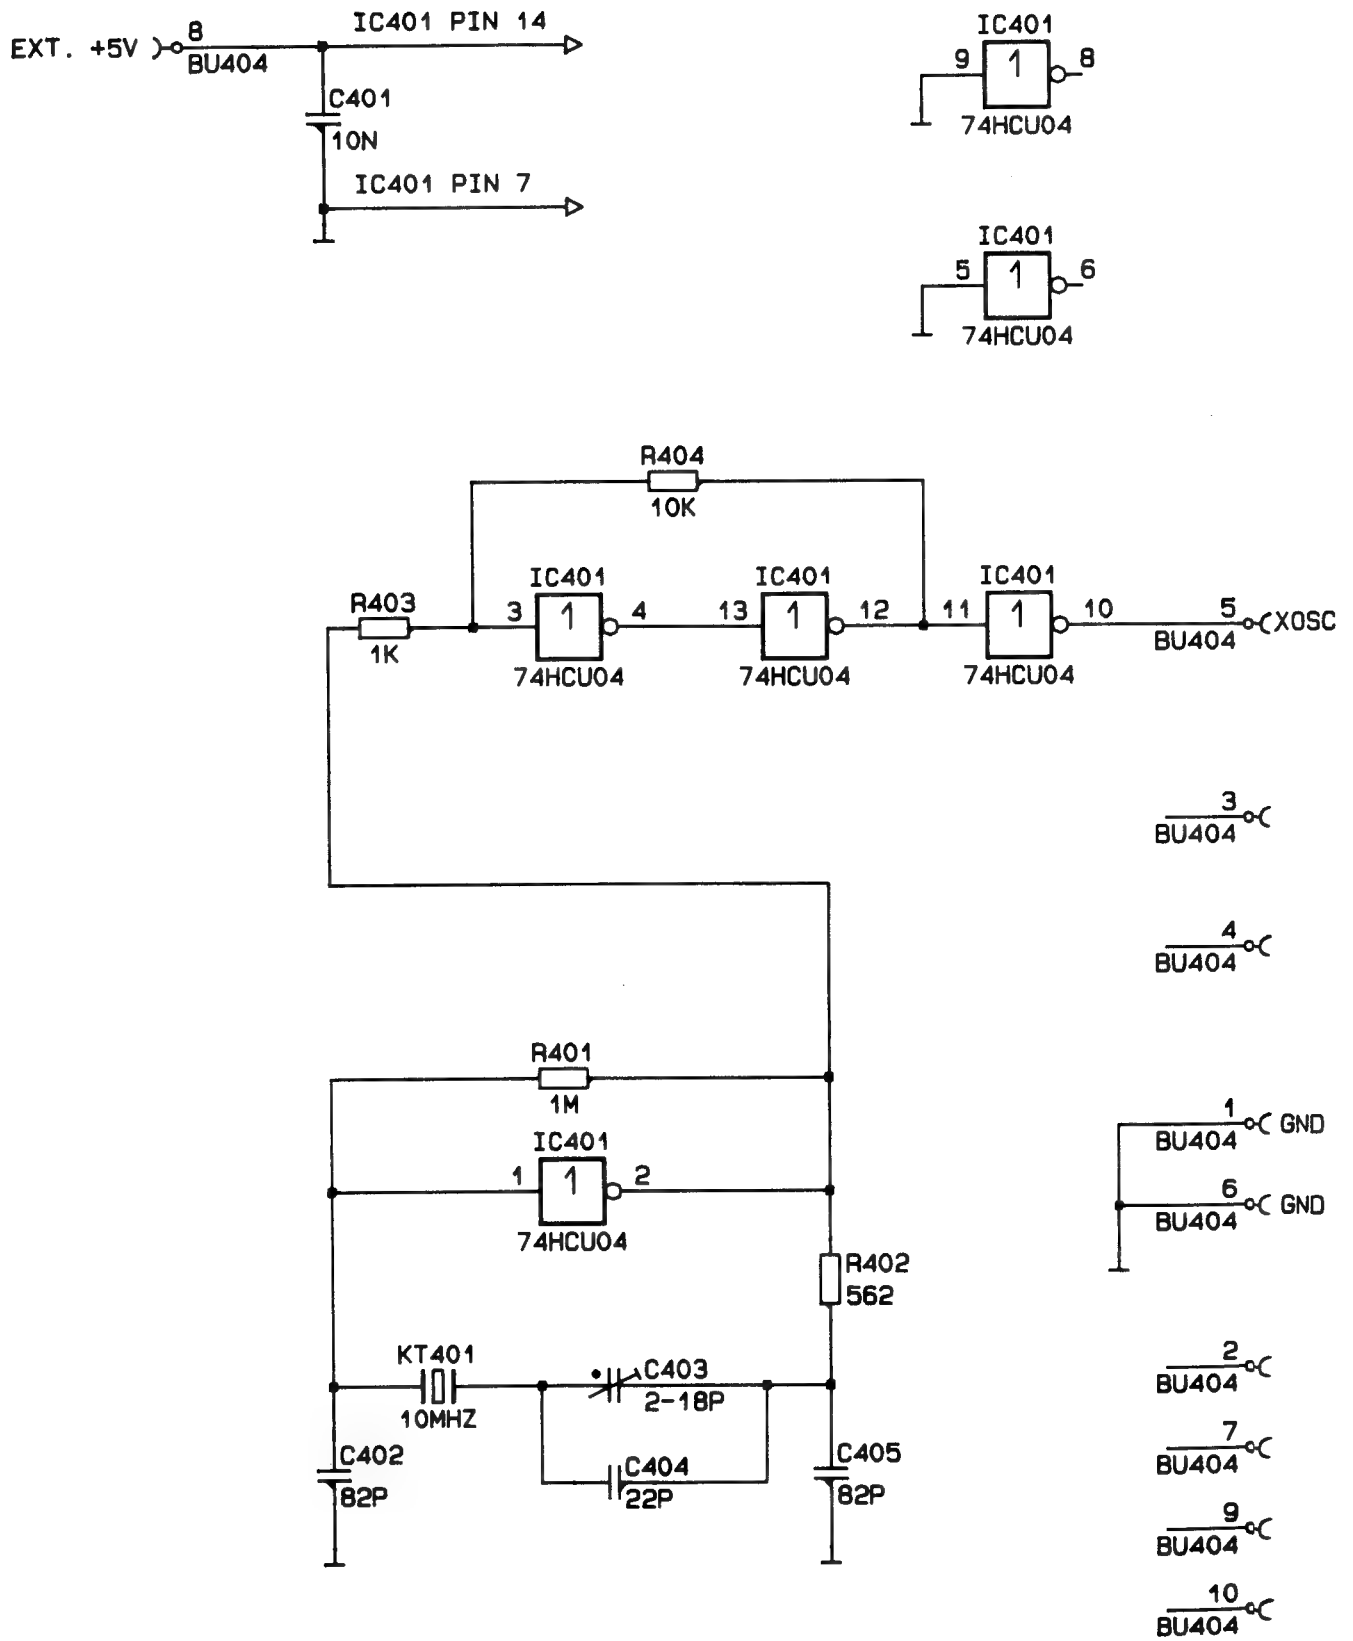 EXT. +5V
8
BU404
IC401 PIN 14
C401
10N
IC401 PIN 7
IC401
9
1
8
74HCU04
IC401
5
1
6
74HCU04
R404
10K
R403
1K
IC401
3
1
4
74HCU04
IC401
13
1
12
74HCU04
IC401
11
1
10
74HCU04
5
BU404
XOSC
3
BU404
4
BU404
R401
1M
IC401
1
1
2
74HCU04
1
BU404
GND
6
BU404
GND
R402
562
KT401
10MHZ
C403
2-18P
C402
82P
C404
22P
C405
82P
2
BU404
7
BU404
9
BU404
10
BU404